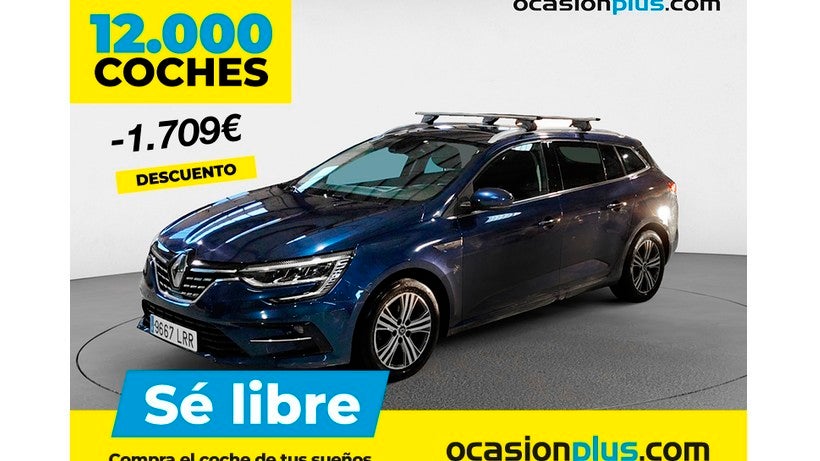 ocasionplus.com
12.000
COCHES
-1.709€
DESCUENTO
9667 LRR
Sé libre
Compra el coche de tus sueños
ocasionplus.com